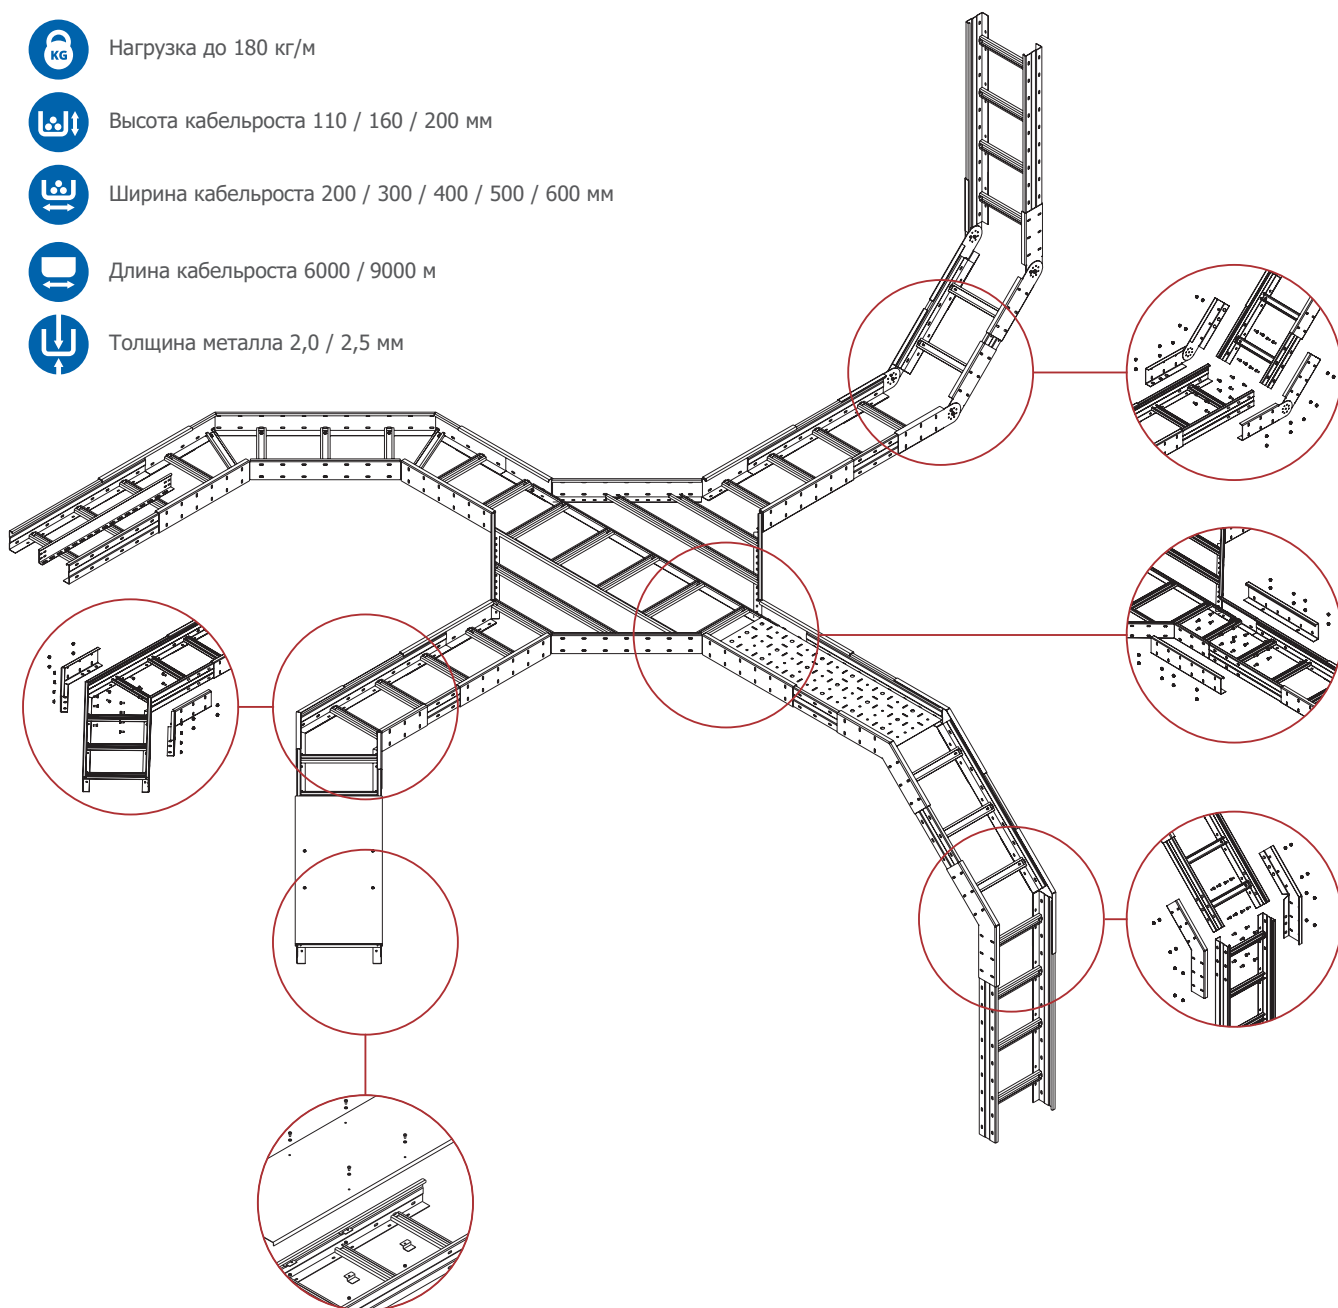 KG
Нагрузка до 180 кг/м
Высота кабельроста 110 / 160 / 200 мм
Ширина кабельроста 200 / 300 / 400 / 500 / 600 мм
Длина кабельроста 6000 / 9000 м
Толщина металла 2,0 / 2,5 мм